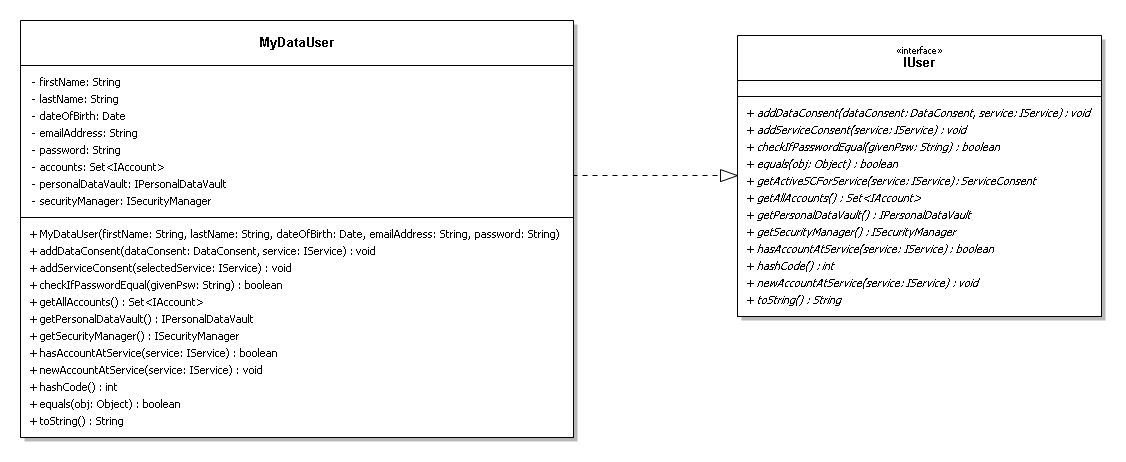 MyDataUser
- firstName: String
- lastName: String
- dateOfBirth: Date
- emailAddress: String
- password: String
- accounts: Set<IAccount>
- personalDataVault: IPersonalDataVault
- securityManager: ISecurityManager
+ MyDataUser(firstName: String, lastName: String, dateOfBirth: Date, emailAddress: String, password: String)
+ addDataConsent(dataConsent: DataConsent, service: IService) : void
+ addServiceConsent(selectedService: IService) : void
+ checkIfPasswordEqual(givenPsw: String) : boolean
+ getAllAccounts() : Set<IAccount>
+ getPersonalDataVault() : IPersonalDataVault
+ getSecurityManager() : ISecurityManager
+ hasAccountAtService(service: IService) : boolean
+ newAccountAtService(service: IService) : void
+ hashCode() : int
+ equals(obj: Object) : boolean
+ toString() : String
«interface»
IUser
+ addDataConsent(dataConsent: DataConsent, service: IService) : void
+ addServiceConsent(service: IService) : void
+ checkIfPasswordEqual(givenPsw: String) : boolean
+ equals(obj: Object) : boolean
+ getActiveSCForService(service: IService): ServiceConsent
+ getAllAccounts() : Set<IAccount>
+ getPersonalDataVault() : IPersonalDataVault
+ getSecurityManager() : ISecurityManager
+ hasAccountAtService(service: IService) : boolean
+ hashCode() : int
+ newAccountAtService(service: IService) : void
+ toString() : String